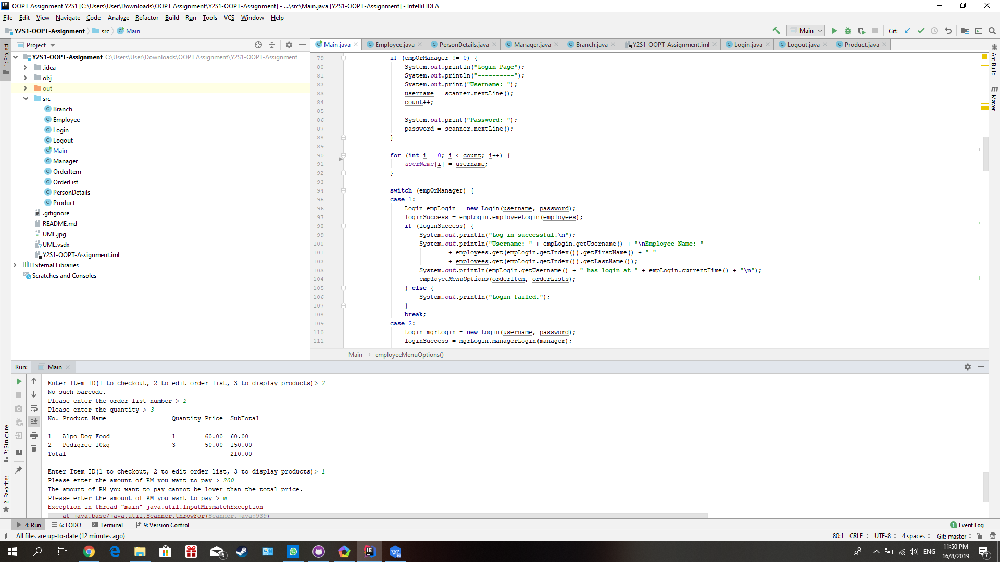 OOPT Assignment Y2S1 [C:\Users\User\Downloads\OOPT Assignment\Y2S1-OOPT-Assignment] - ...\src\Main.java [Y2S1-OOPT-Assignment] - IntelliJ IDEA
File Edit View Navigate Code Analyze Refactor Build Run Tools VCS Window Help
Y2S1-OOPT-Assignment src Main
Main Git:
Project
Main.java Employee.java PersonDetails.java Manager.java Branch.java Y2S1-OOPT-Assignment.iml Login.java Logout.java Product.java
1: Project
Y2S1-OOPT-Assignment C:\Users\User\Downloads\OOPT Assignment\Y2S1-OOPT-Assignment
.idea
obj
out
src
Branch
Employee
Login
Logout
Main
Manager
OrderItem
OrderList
PersonDetails
Product
.gitignore
README.md
UML.jpg
UML.vsdx
Y2S1-OOPT-Assignment.iml
External Libraries
Scratches and Consoles
79 if (empOrManager != 0) {
80 System.out.println("Login Page");
81 System.out.println("----------");
82 System.out.print("Username: ");
83 username = scanner.nextLine();
84 count++;
85
86 System.out.print("Password: ");
87 password = scanner.nextLine();
88 }
89
90 for (int i = 0; i < count; i++) {
91 userName[i] = username;
92 }
93
94 switch (empOrManager) {
95 case 1:
96 Login empLogin = new Login(username, password);
97 loginSuccess = empLogin.employeeLogin(employees);
98 if (loginSuccess) {
99 System.out.println("Log in successful.\n");
100 System.out.println("Username: " + empLogin.getUsername() + "\nEmployee Name: "
101 + employees.get(empLogin.getIndex()).getFirstName() + " "
102 + employees.get(empLogin.getIndex()).getLastName());
103 System.out.println(empLogin.getUsername() + " has login at " + empLogin.currentTime() + "\n");
104 employeeMenuOptions(orderItem, orderLists);
105 } else {
106 System.out.println("Login failed.");
107 }
108 break;
109 case 2:
110 Login mgrLogin = new Login(username, password);
111 loginSuccess = mgrLogin.managerLogin(manager);
Main employeeMenuOptions()
Ant Build
Maven
Run: Main
Enter Item ID(1 to checkout, 2 to edit order list, 3 to display products)> 2
No such barcode.
Please enter the order list number > 2
Please enter the quantity > 3
No. Product Name Quantity Price SubTotal
1 Alpo Dog Food 1 60.00 60.00
2 Pedigree 10kg 3 50.00 150.00
Total 210.00
Enter Item ID(1 to checkout, 2 to edit order list, 3 to display products)> 1
Please enter the amount of RM you want to pay > 200
The amount of RM you want to pay cannot be lower than the total price.
Please enter the amount of RM you want to pay > m
Exception in thread "main" java.util.InputMismatchException
at java.base/java.util.Scanner.throwFor(Scanner.java:939)
7: Structure
2: Favorites
4: Run 6: TODO Terminal 9: Version Control 1 Event Log
All files are up-to-date (12 minutes ago) 80:1 CRLF UTF-8 4 spaces Git: master
5
ENG
11:50 PM
16/8/2019
7